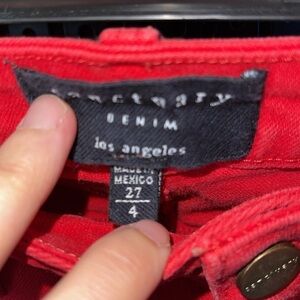 sanctuary
DENIM
los angeles
MADE IN
MEXICO
27
4